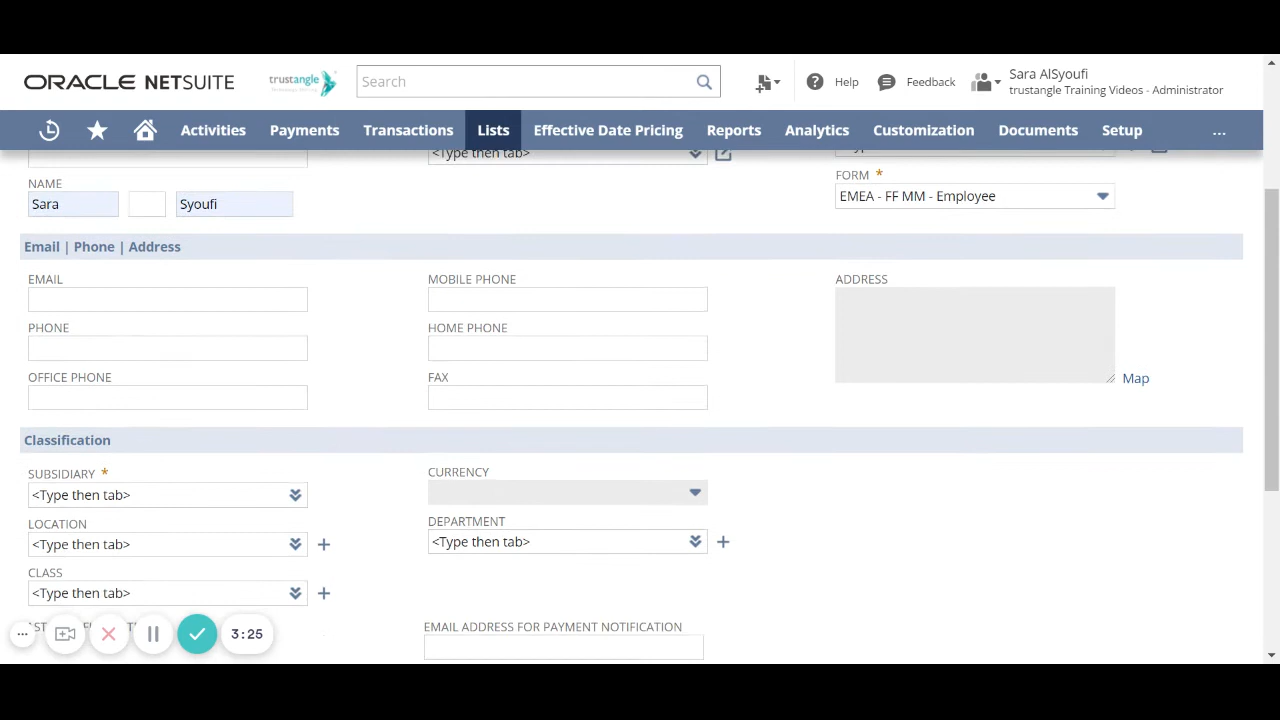 ORACLE NETSUITE
trustangle
Search
Help
Feedback
Sara AlSyoufi
trustangle Training Videos - Administrator
Activities
Payments
Transactions
Lists
Effective Date Pricing
Reports
Analytics
Customization
Documents
Setup
...
<Type then tab>
NAME
Sara
Syoufi
FORM *
EMEA - FF MM - Employee
Email | Phone | Address
EMAIL
MOBILE PHONE
ADDRESS
PHONE
HOME PHONE
OFFICE PHONE
FAX
Map
Classification
SUBSIDIARY *
<Type then tab>
CURRENCY
LOCATION
<Type then tab>
DEPARTMENT
<Type then tab>
CLASS
<Type then tab>
EMAIL ADDRESS FOR PAYMENT NOTIFICATION
3:25